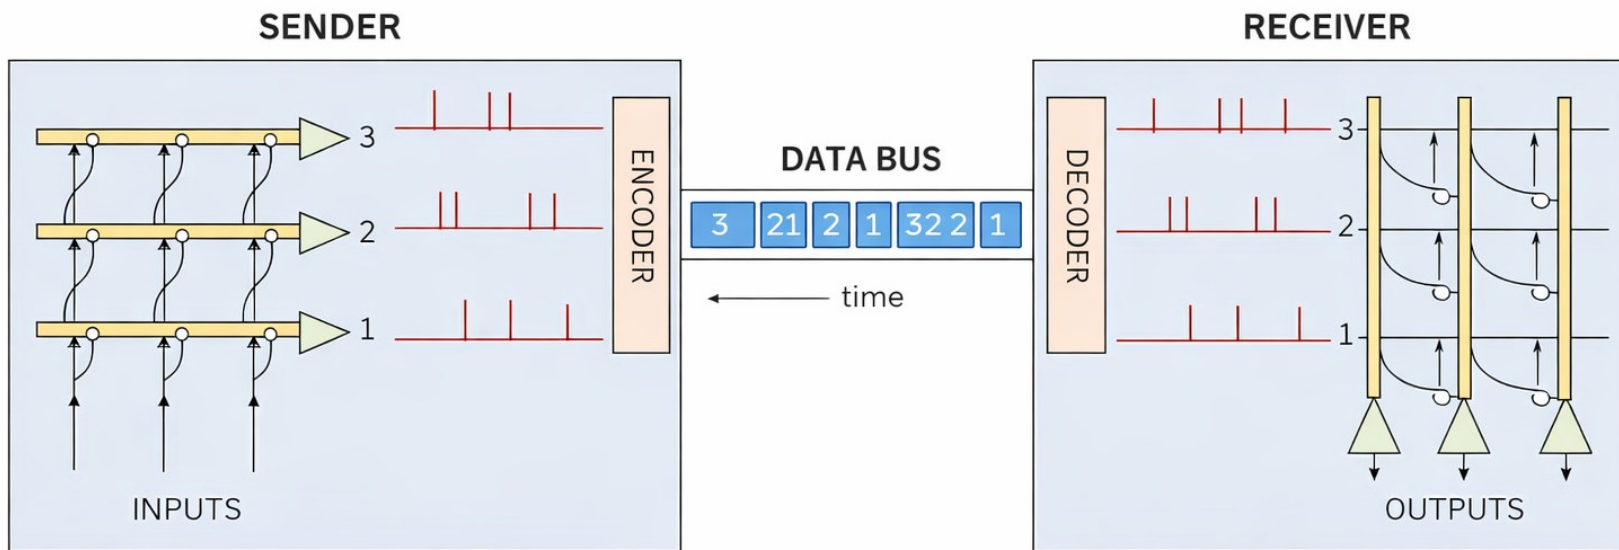 SENDER
3
2
1
INPUTS
ENCODER
DATA BUS
3 21 2 1 32 2 1
time
RECEIVER
DECODER
3
2
1
OUTPUTS